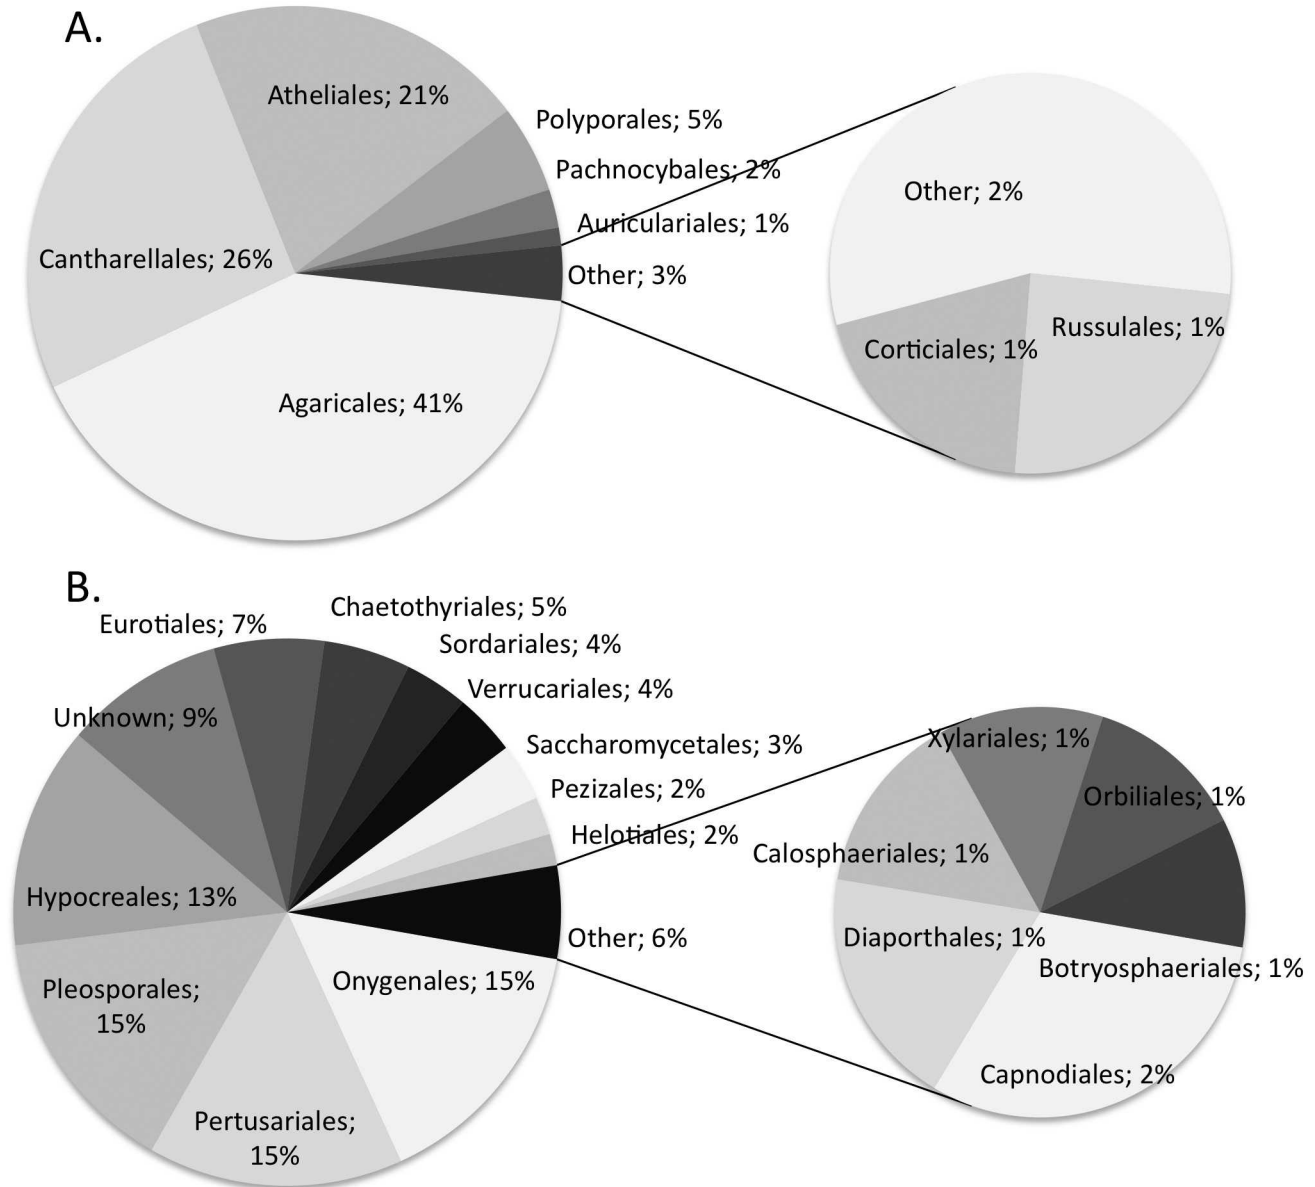 A.
Atheliales; 21%
Polyporales; 5%
Pachnocybales; 2%
Auriculariales; 1%
Other; 3%
Cantharellales; 26%
Agaricales; 41%
Other; 2%
Russulales; 1%
Corticiales; 1%
B.
Chaetothyriales; 5%
Eurotiales; 7%
Sordariales; 4%
Verrucariales; 4%
Unknown; 9%
Saccharomycetales; 3%
Pezizales; 2%
Helotiales; 2%
Hypocreales; 13%
Other; 6%
Onygenales; 15%
Pleosporales;
15%
Pertusariales;
15%
Xylariales; 1%
Orbiliales; 1%
Calosphaeriales; 1%
Diaporthales; 1%
Botryosphaeriales; 1%
Capnodiales; 2%